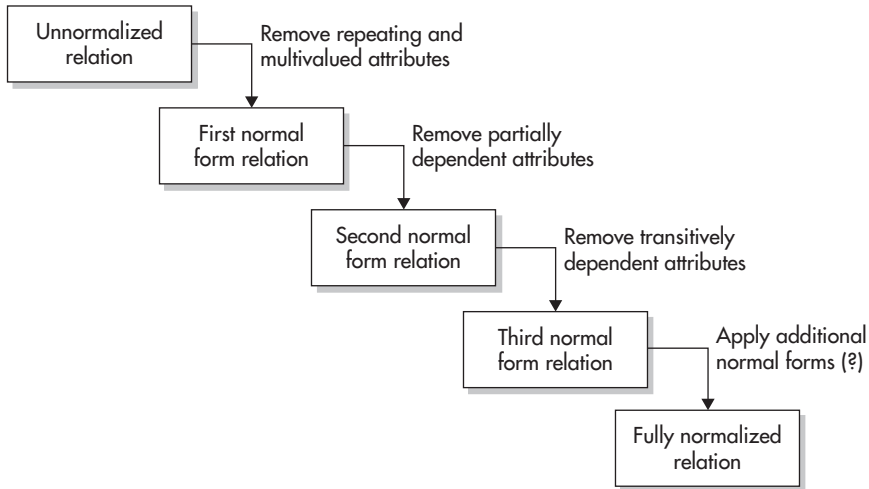 Unnormalized
relation
Remove repeating and
multivalued attributes
First normal
form relation
Remove partially
dependent attributes
Second normal
form relation
Remove transitively
dependent attributes
Third normal
form relation
Apply additional
normal forms (?)
Fully normalized
relation